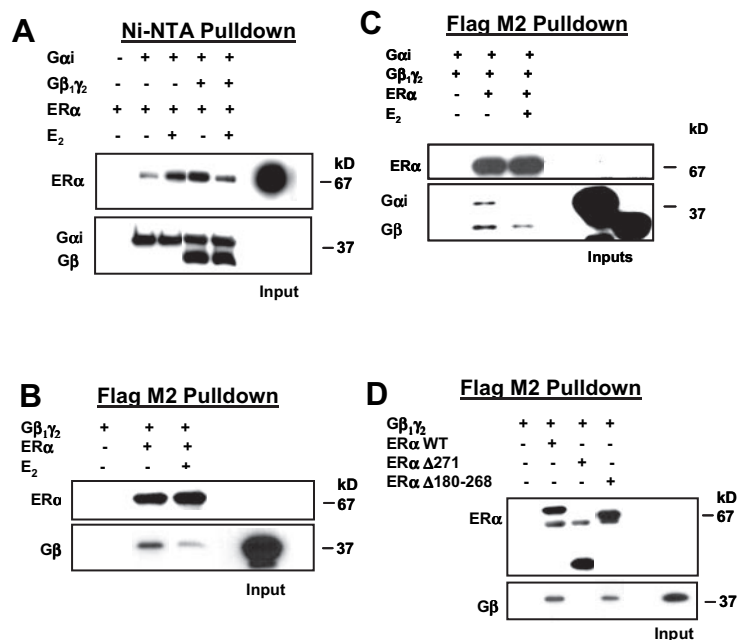 A
Ni-NTA Pulldown
Gαi - + + + +
Gβ₁γ₂ + +
ERα + + + + +
E₂ - - + - +
ERα
kD
67
Gαi
Gβ
37
Input
B
Flag M2 Pulldown
Gβ₁γ₂ + + +
ERα - + +
E₂ - - +
ERα
kD
67
Gβ
37
Input
C
Flag M2 Pulldown
Gαi + + +
Gβ₁γ₂ + + +
ERα - + +
E₂ - - +
kD
ERα
67
Gαi
37
Gβ
Inputs
D
Flag M2 Pulldown
Gβ₁γ₂ + + + +
ERα WT - + - -
ERα Δ271 - - + -
ERα Δ180-268 - - - +
kD
ERα
67
Gβ
37
Input